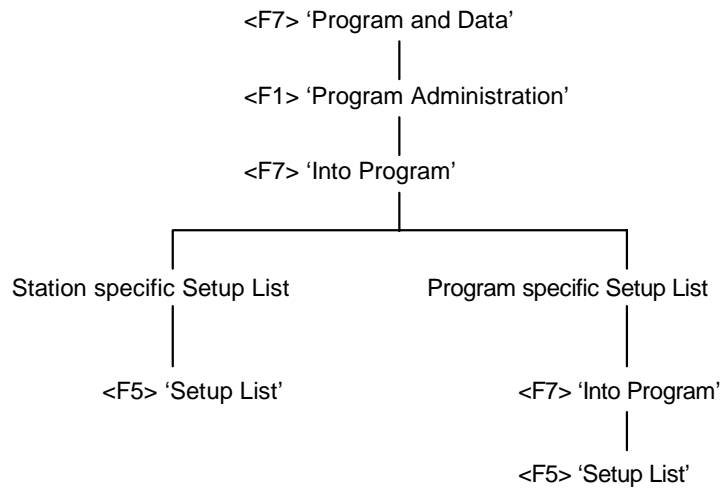 <F7> ‘Program and Data’
<F1> ‘Program Administration’
<F7> ‘Into Program’
Station specific Setup List
Program specific Setup List
<F5> ‘Setup List’
<F7> ‘Into Program’
<F5> ‘Setup List’